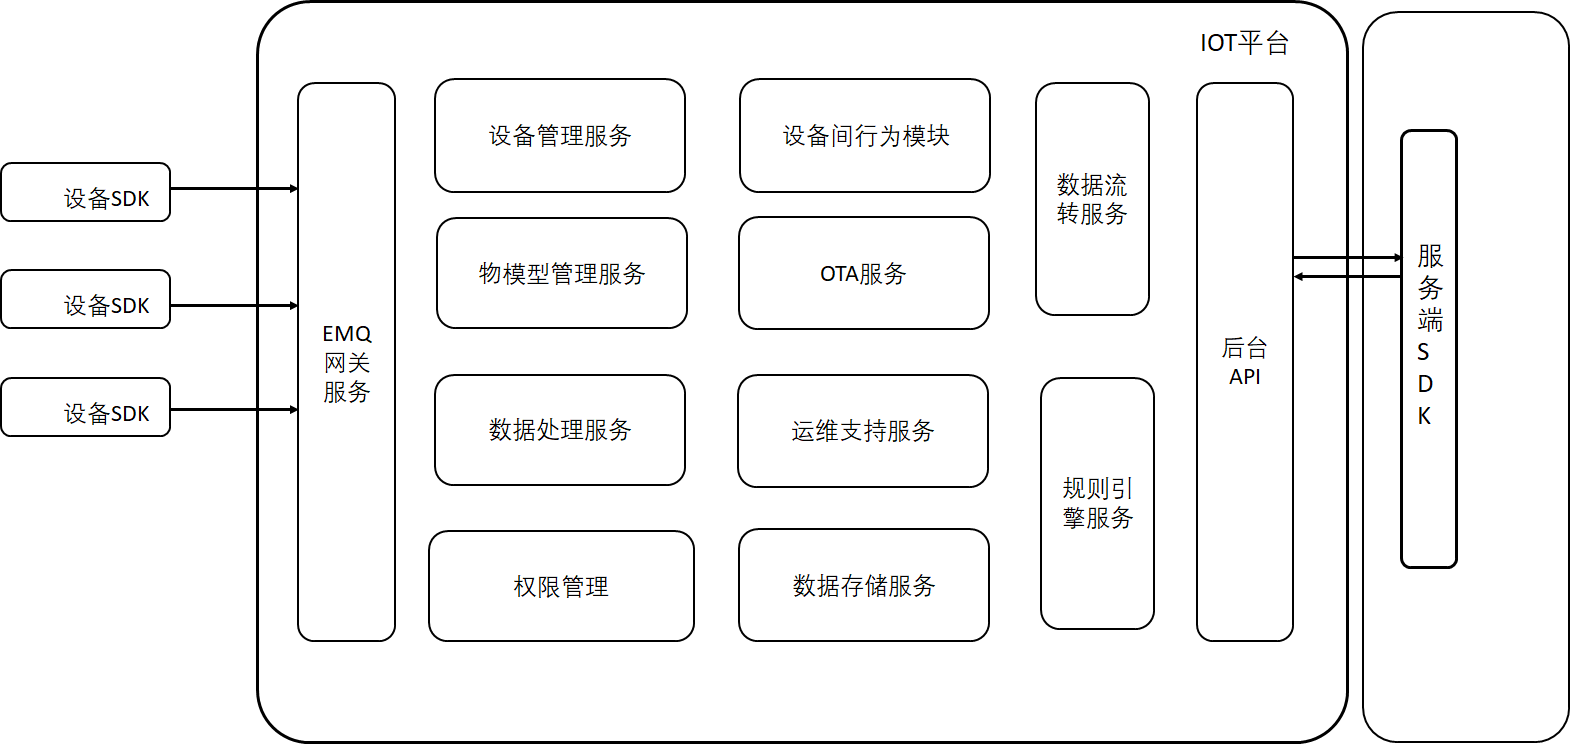 IOT平台
设备SDK
设备SDK
设备SDK
EMQ
网关
服务
设备管理服务
设备间行为模块
物模型管理服务
OTA服务
数据处理服务
运维支持服务
权限管理
数据存储服务
数据流
转服务
规则引
擎服务
后台
API
服
务
端
S
D
K